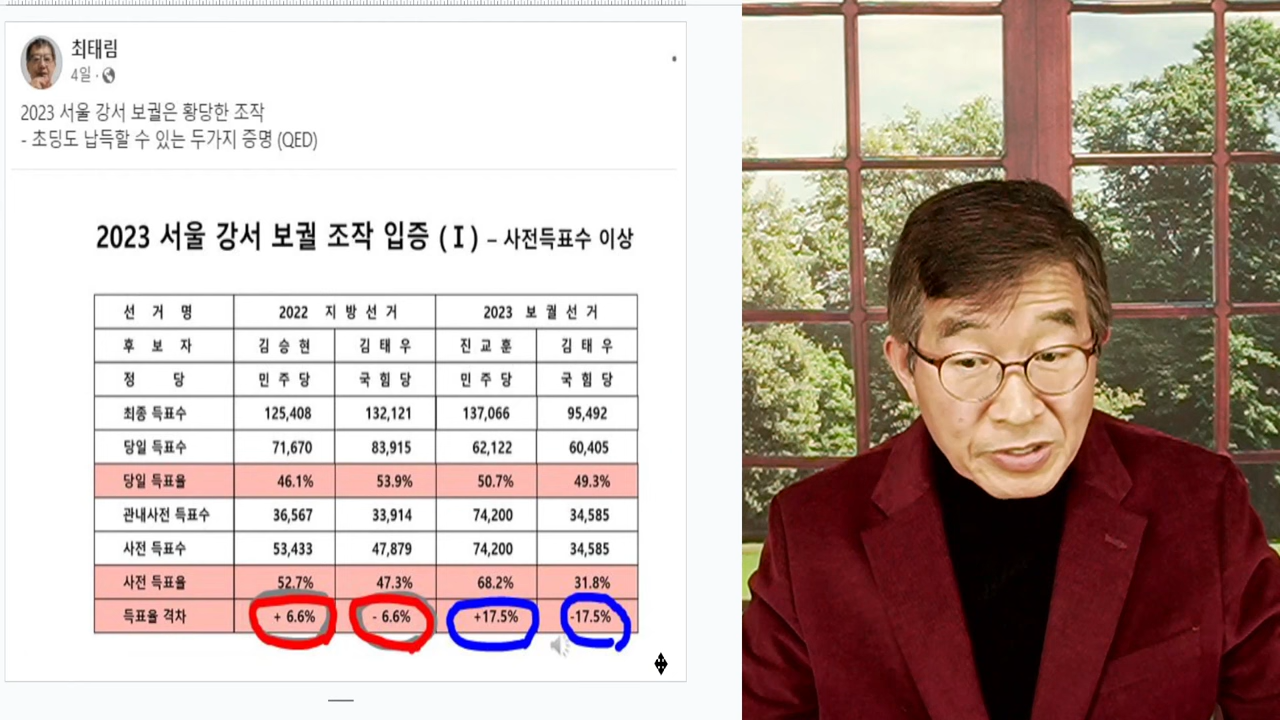 최태림
4일 ·
2023 서울 강서 보궐은 황당한 조작
- 초딩도 납득할 수 있는 두가지 증명 (QED)
2023 서울 강서 보궐 조작 입증 ( I ) – 사전득표수 이상
선 거 명 2022 지 방 선 거 2023 보 궐 선 거
후 보 자 김 승 현 김 태 우 진 교 훈 김 태 우
정 당 민 주 당 국 힘 당 민 주 당 국 힘 당
최종 득표수 125,408 132,121 137,066 95,492
당일 득표수 71,670 83,915 62,122 60,405
당일 득표율 46.1% 53.9% 50.7% 49.3%
관내사전 득표수 36,567 33,914 74,200 34,585
사전 득표수 53,433 47,879 74,200 34,585
사전 득표율 52.7% 47.3% 68.2% 31.8%
득표율 격차 + 6.6% - 6.6% +17.5% -17.5%